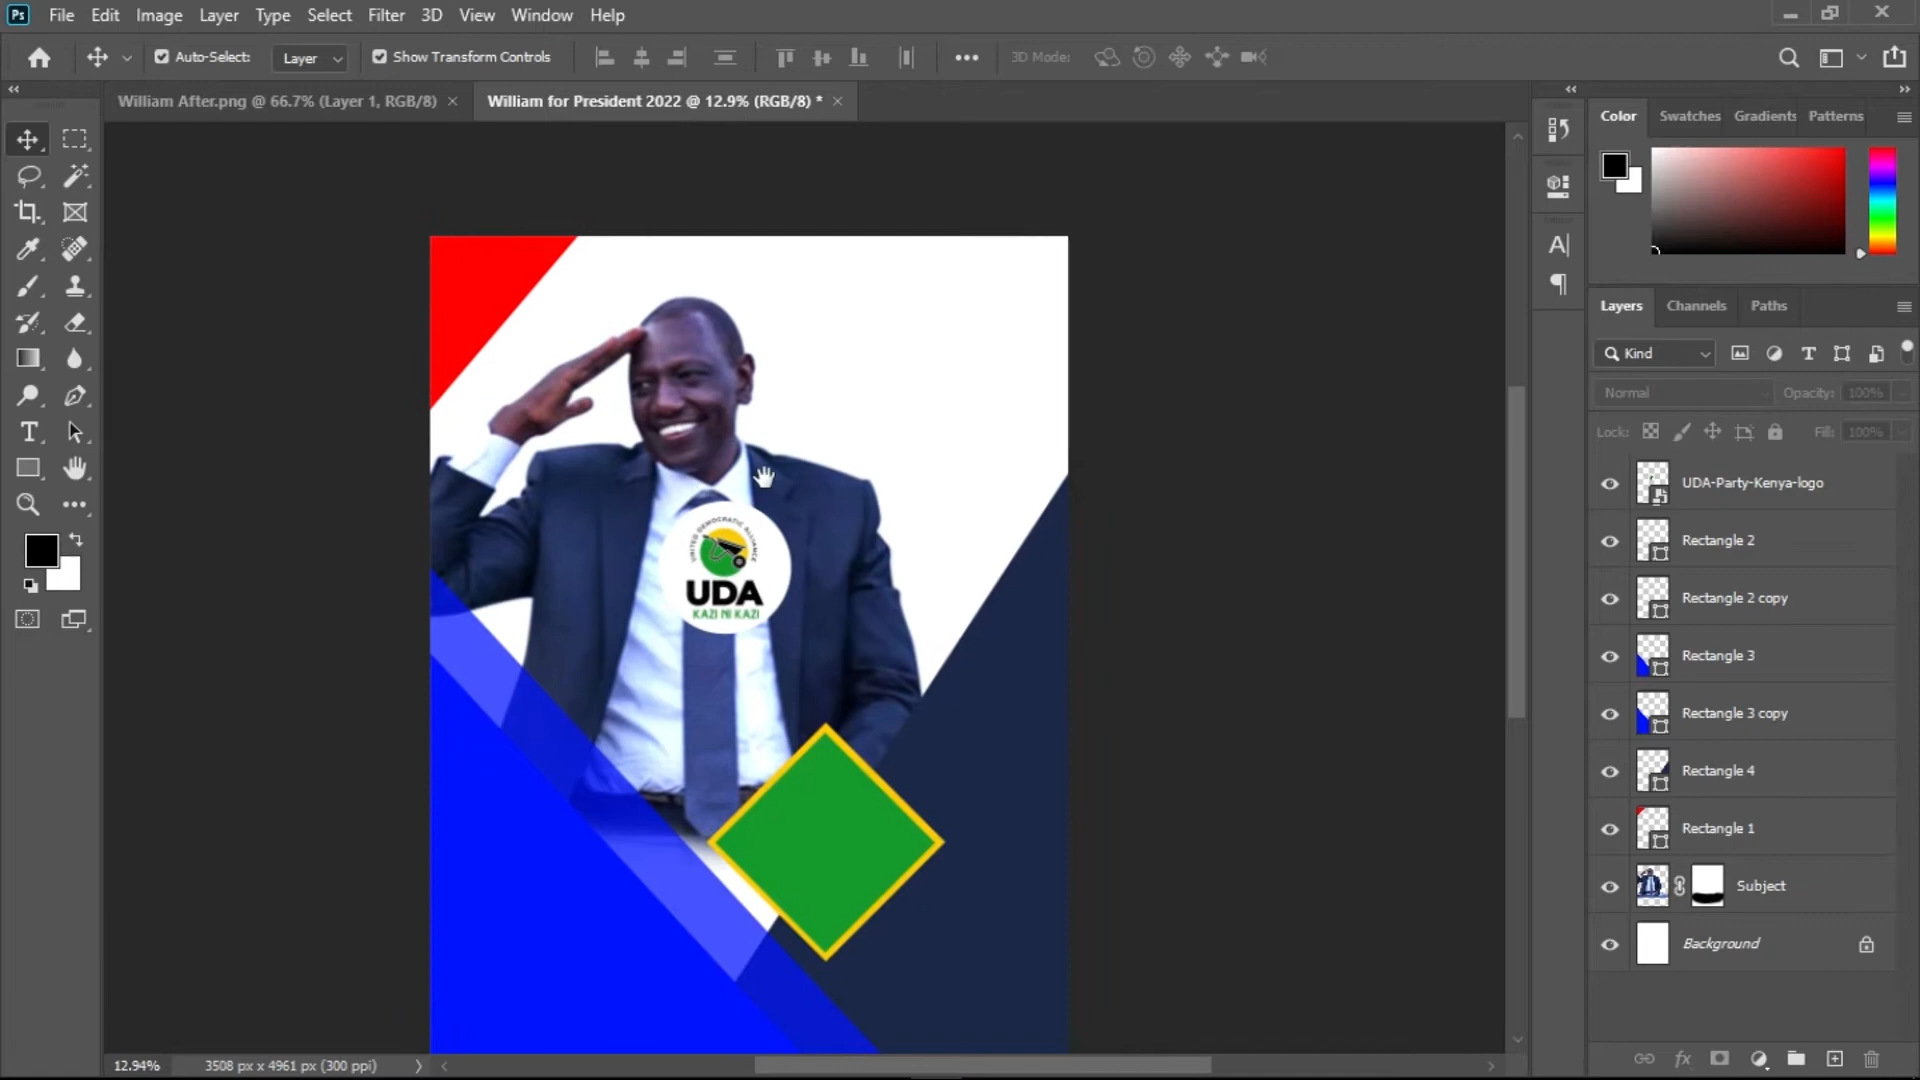 Ps File Edit Image Layer Type Select Filter 3D View Window Help
Auto-Select: Layer Show Transform Controls 3D Mode:
William After.png @ 66.7% (Layer 1, RGB/8) × William for President 2022 @ 12.9% (RGB/8) * ×
Color Swatches Gradients Patterns
Layers Channels Paths
Kind
Normal Opacity: 100%
Lock: Fill: 100%
UDA-Party-Kenya-logo
Rectangle 2
Rectangle 2 copy
Rectangle 3
Rectangle 3 copy
Rectangle 4
Rectangle 1
Subject
Background
UNITED DEMOCRATIC ALLIANCE
UDA
KAZI NI KAZI
12.94% 3508 px x 4961 px (300 ppi)